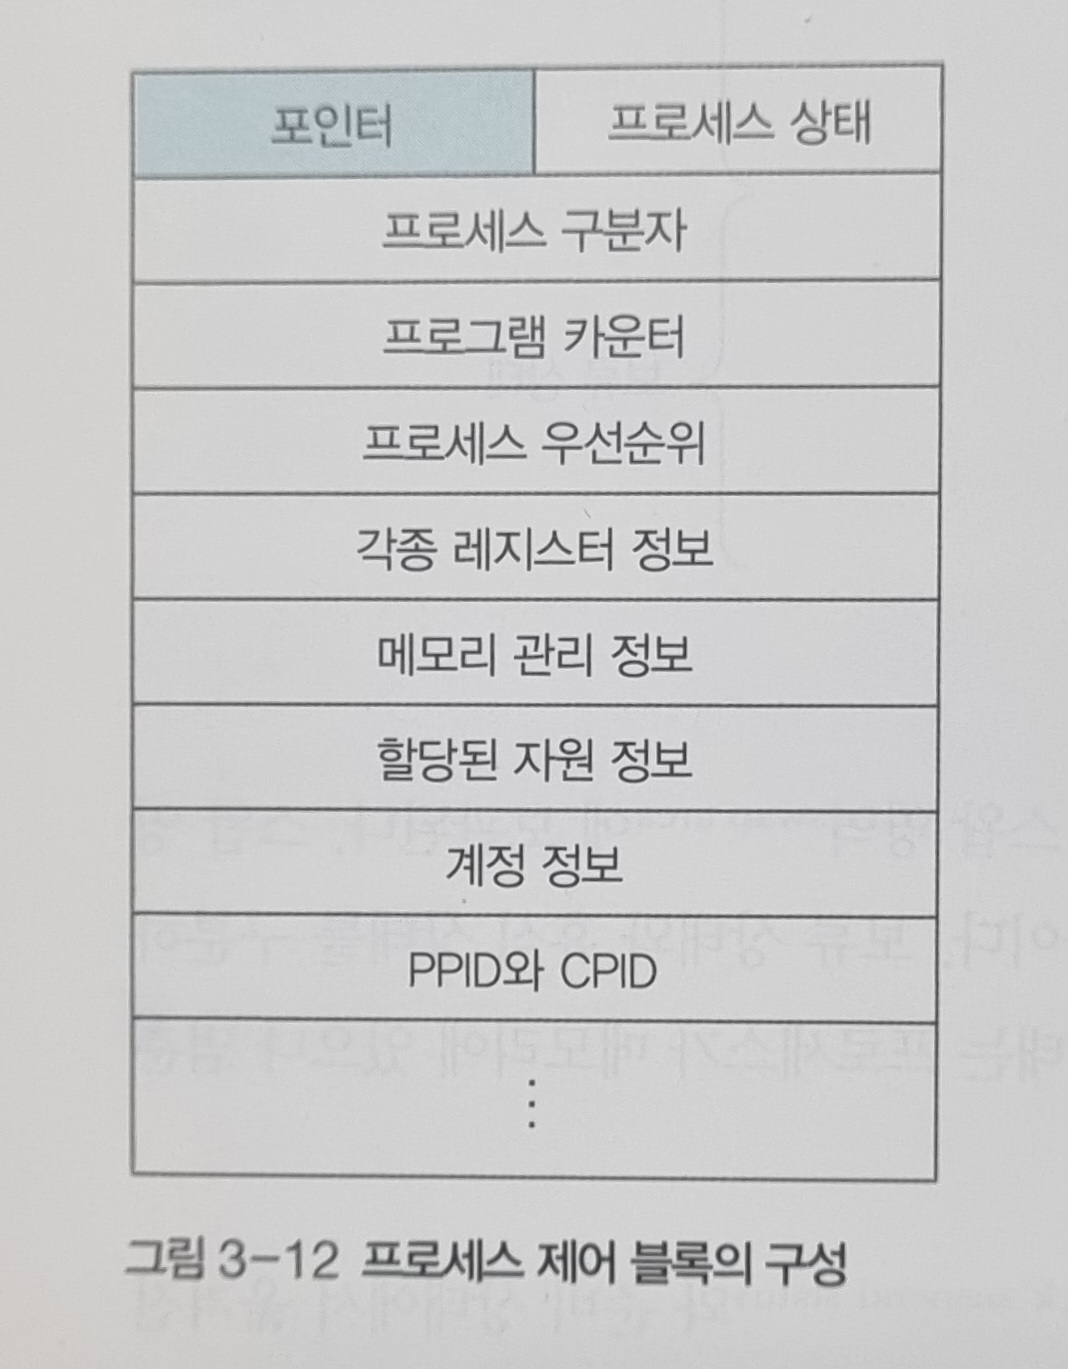 포인터 프로세스 상태
프로세스 구분자
프로그램 카운터
프로세스 우선순위
각종 레지스터 정보
메모리 관리 정보
할당된 자원 정보
계정 정보
PPID와 CPID
⋮
그림 3-12 프로세스 제어 블록의 구성